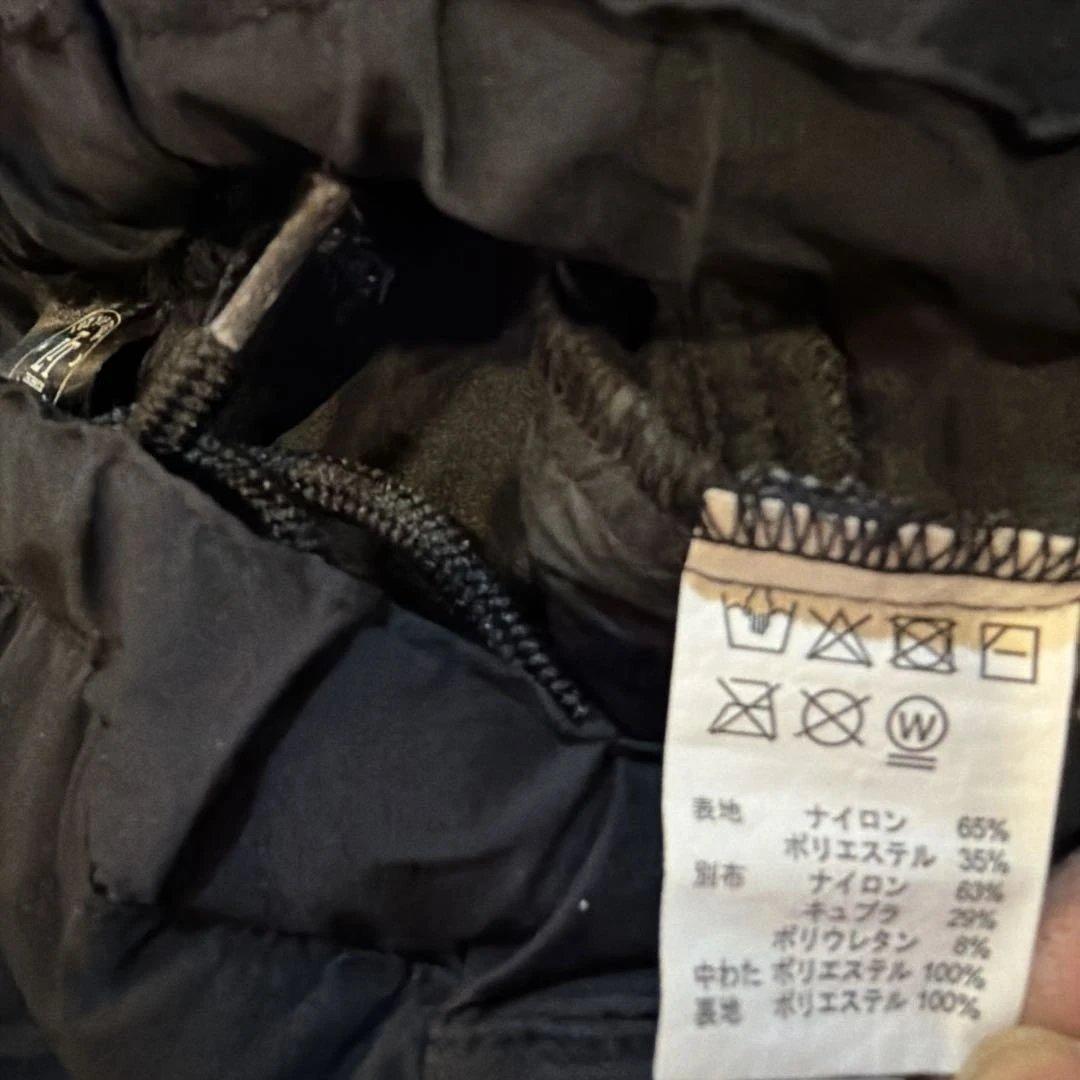 W
表地 ナイロン 65%
ポリエステル 35%
別布 ナイロン 63%
キュプラ 29%
ポリウレタン 8%
中わた ポリエステル 100%
裏地 ポリエステル 100%